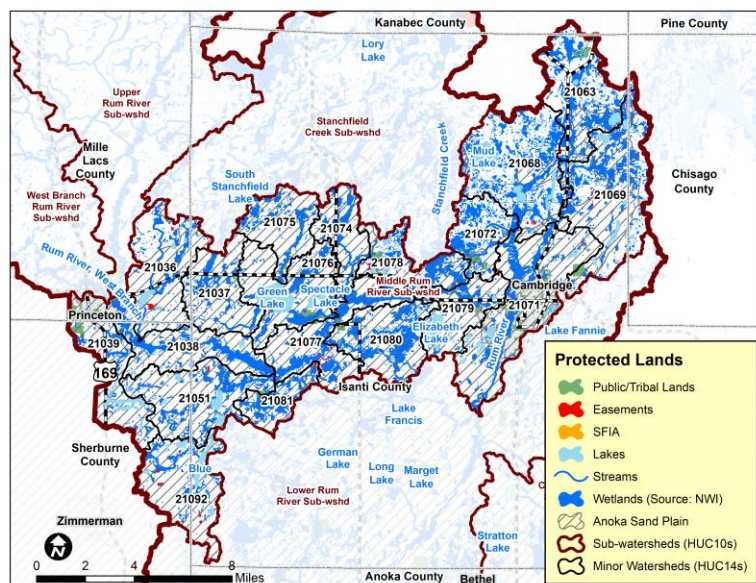 Kanabec County
Pine County
Lory
Lake
Upper
Rum River
Sub-wshd
Stanchfield
Creek Sub-wshd
21063
Mille
Lacs
County
Stanchfield Creek
Mud
Lake
21068
Chisago
County
South
Stanchfield
Lake
West Branch
Rum River
Sub-wshd
21069
21075
21074
Rum River, West Branch
21036
21072
21076
21078
21037
Green
Lake
Spectacle
Lake
Middle Rum
River Sub-wshd
Cambridge
Princeton
21079
21071
21039
21038
21077
21080
Elizabeth
Lake
Rum River
Lake Fannie
169
Isanti County
21051
21081
Lake
Francis
Sherburne
County
German
Lake
Long
Lake
Marget
Lake
Blue
21092
Lower Rum
River Sub-wshd
Zimmerman
Stratton
Lake
N
0 2 4 6 8
Miles
Anoka County
Bethel
Protected Lands
Public/Tribal Lands
Easements
SFIA
Lakes
Streams
Wetlands (Source: NWI)
Anoka Sand Plain
Sub-watersheds (HUC10s)
Minor Watersheds (HUC14s)